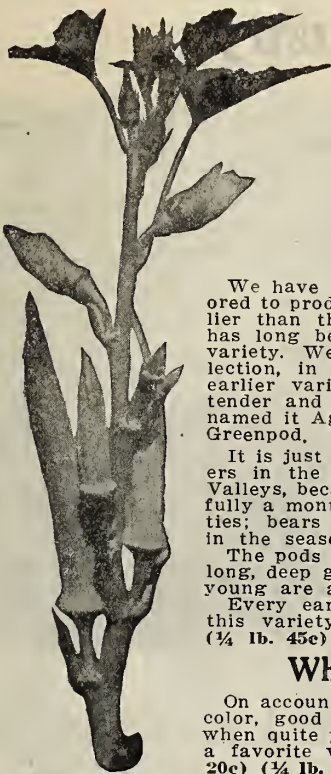 We have
ored to prod
lier than th
has long be
variety. We
lection, in
earlier vari
tender and
named it Ag
Greenpod.
It is just
ers in the
Valleys, bec
fully a mont
ties; bears
in the seaso
The pods
long, deep g
young are a
Every ear
this variety
(¼ lb. 45c)
Wh
On accoun
color, good
when quite
a favorite v
20c) (¼ lb.